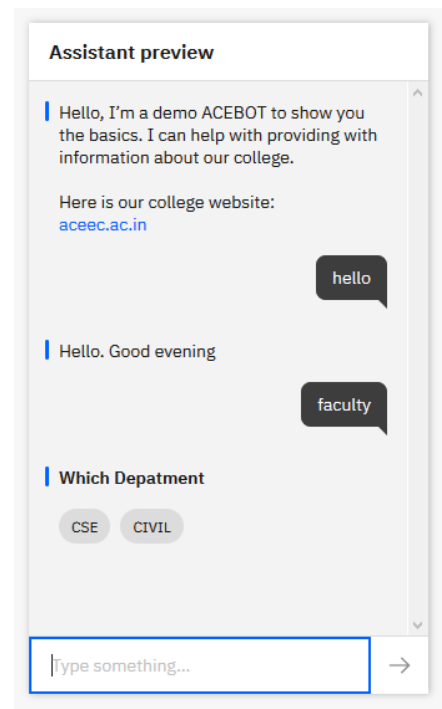 Assistant preview
Hello, I'm a demo ACEBOT to show you
the basics. I can help with providing with
information about our college.
Here is our college website:
aceec.ac.in
hello
Hello. Good evening
faculty
Which Depatment
CSE CIVIL
Type something...